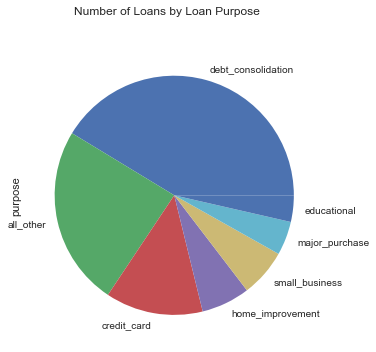 Number of Loans by Loan Purpose
debt_consolidation
purpose
all_other
credit_card
home_improvement
small_business
major_purchase
educational